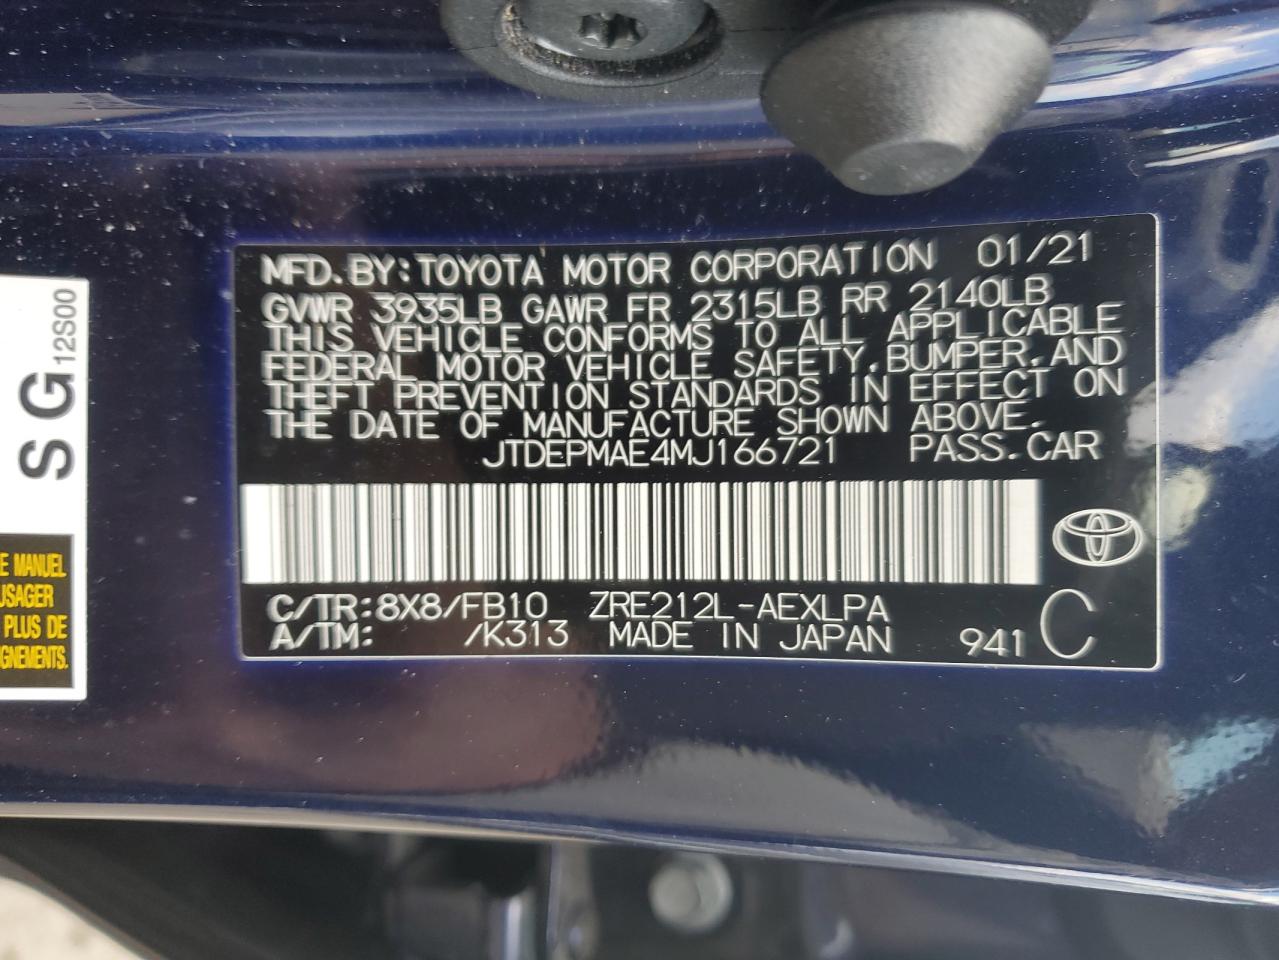 MFD.BY:TOYOTA MOTOR CORPORATION 01/21
GVWR 3935LB GAWR FR 2315LB RR 2140LB
THIS VEHICLE CONFORMS TO ALL APPLICABLE
FEDERAL MOTOR VEHICLE SAFETY,BUMPER,AND
THEFT PREVENTION STANDARDS IN EFFECT ON
THE DATE OF MANUFACTURE SHOWN ABOVE.
JTDEPMAE4MJ166721 PASS.CAR
C/TR:8X8/FB10 ZRE212L-AEXLPA
A/TM: /K313 MADE IN JAPAN 941 C
SG 12S00
E MANUEL
USAGER
PLUS DE
GNEMENTS.